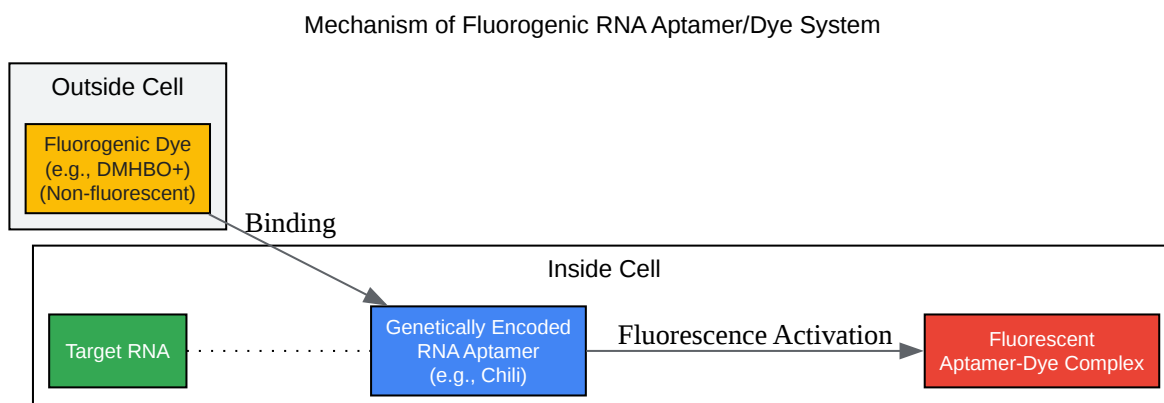 Mechanism of Fluorogenic RNA Aptamer/Dye System
Outside Cell
Fluorogenic Dye
(e.g., DMHBO+)
(Non-fluorescent)
Binding
Inside Cell
Target RNA
Genetically Encoded
RNA Aptamer
(e.g., Chili)
Fluorescence Activation
Fluorescent
Aptamer-Dye Complex